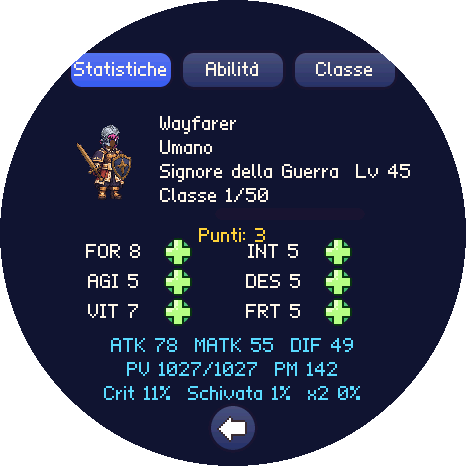 Statistiche Abilità Classe
Wayfarer
Umano
Signore della Guerra Lv 45
Classe 1/50
Punti: 3
FOR 8 INT 5
AGI 5 DES 5
VIT 7 FRT 5
ATK 78 MATK 55 DIF 49
PV 1027/1027 PM 142
Crit 11% Schivata 1% x2 0%